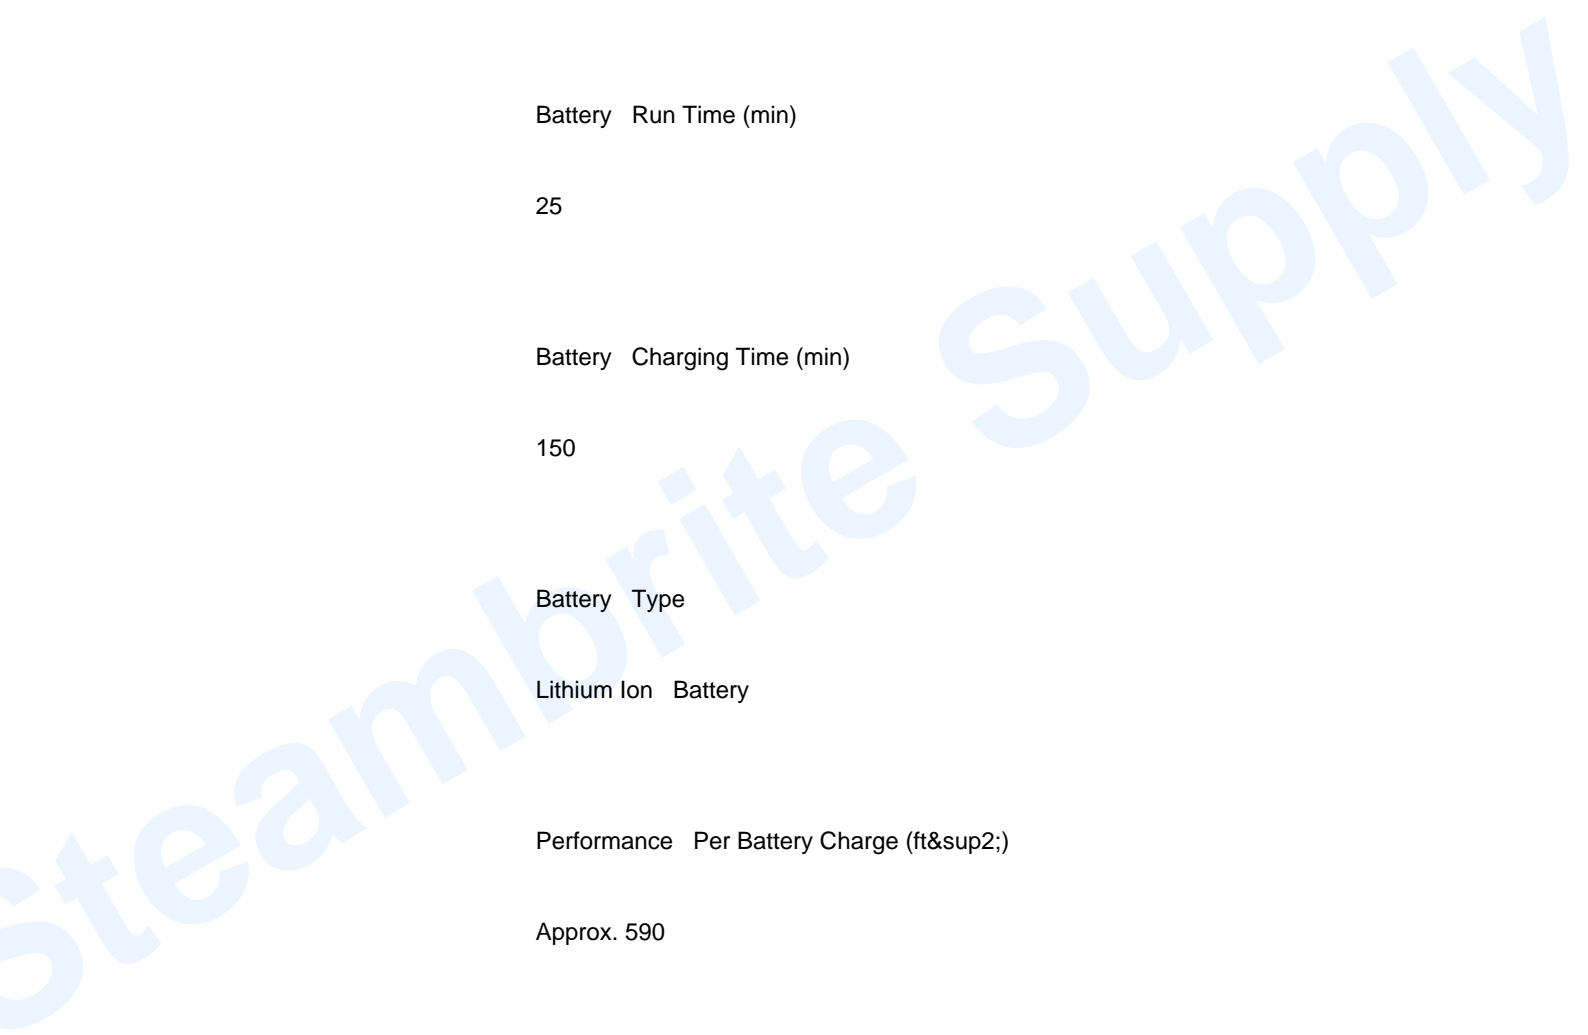 Battery   Run Time (min)
25
Battery   Charging Time (min)
150
Battery   Type
Lithium Ion   Battery
Performance   Per Battery Charge (ft&sup2;)
Approx. 590
Steambrite Supply